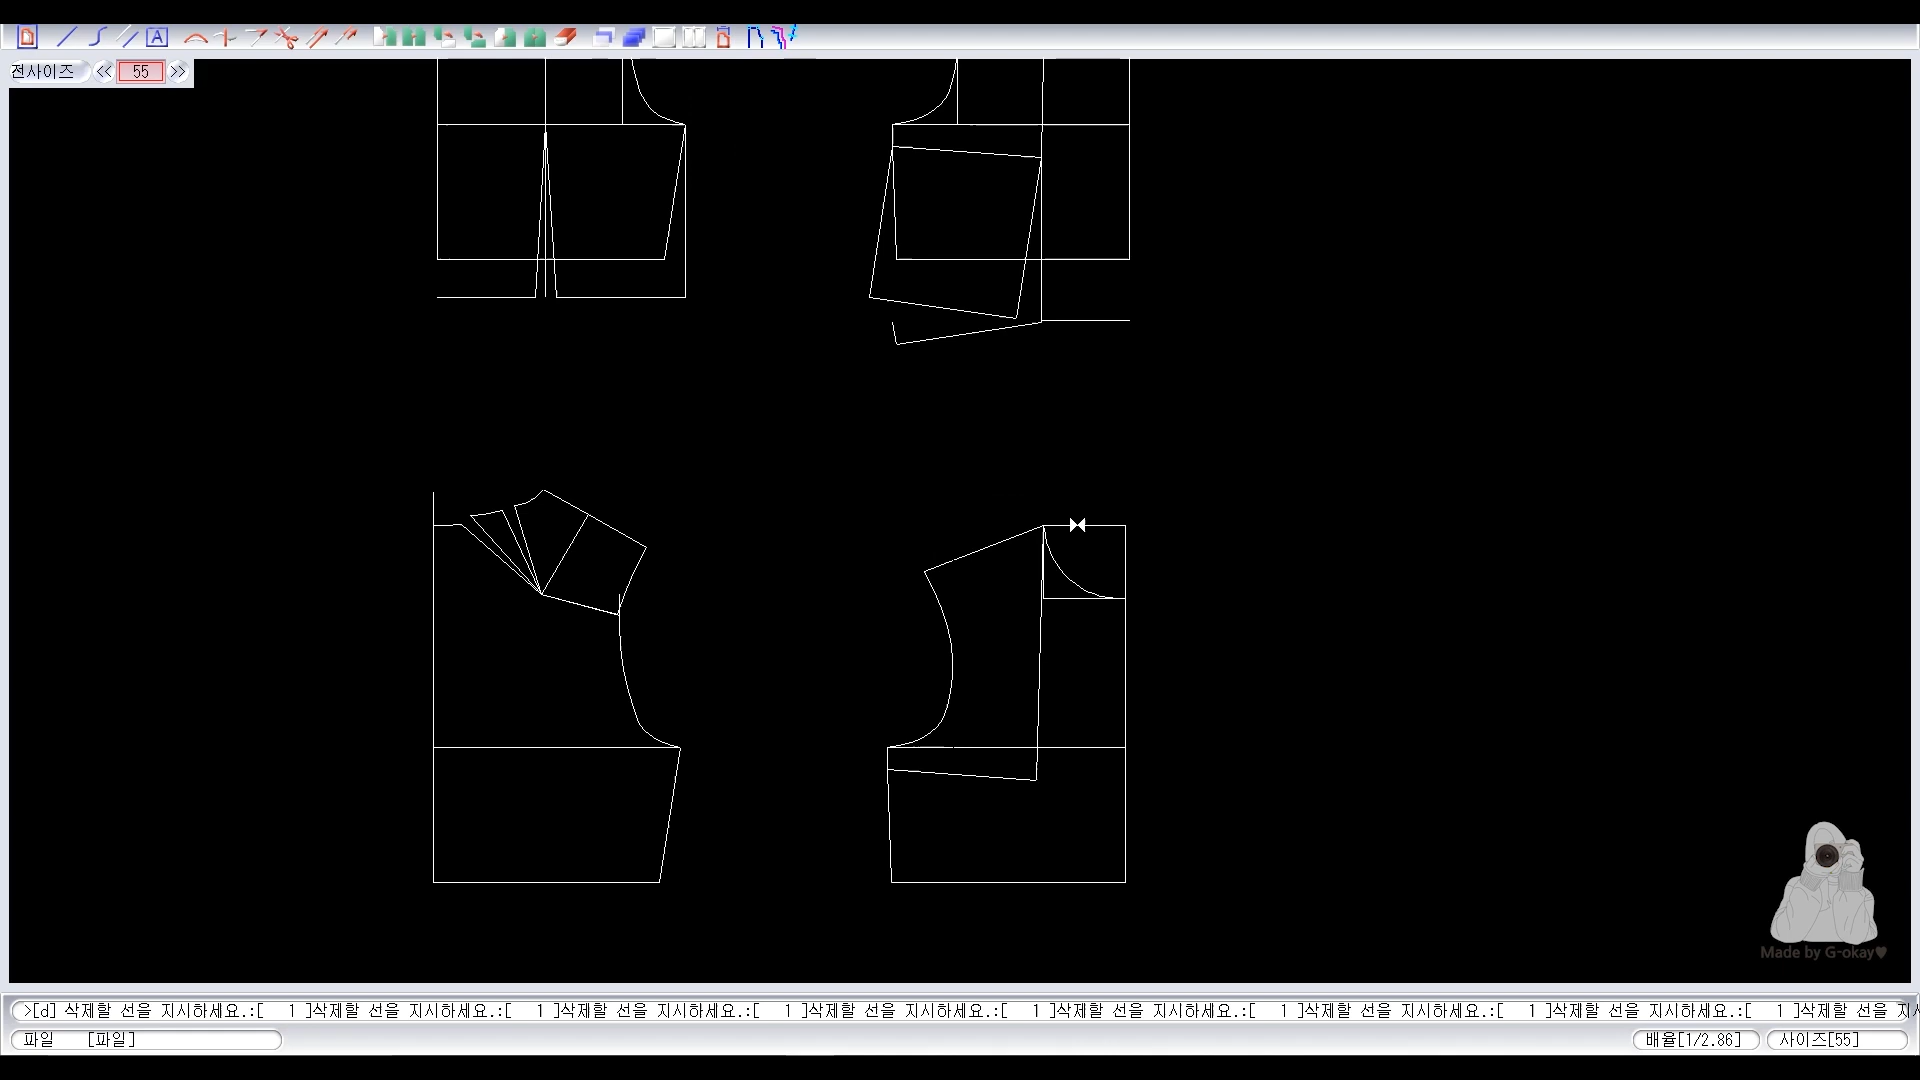 A
전사이즈 << 55 >>
Made by G-okay♥
>[d] 삭제할 선을 지시하세요.:[ 1 ]삭제할 선을 지시하세요.:[ 1 ]삭제할 선을 지시하세요.:[ 1 ]삭제할 선을 지시하세요.:[ 1 ]삭제할 선을 지시하세요.:[ 1 ]삭제할 선을 지시하세요.:[ 1 ]삭제할 선을 지시하세요.:[ 1 ]삭제할 선을
파일 [파일] 배율[1/2.86] 사이즈[55]